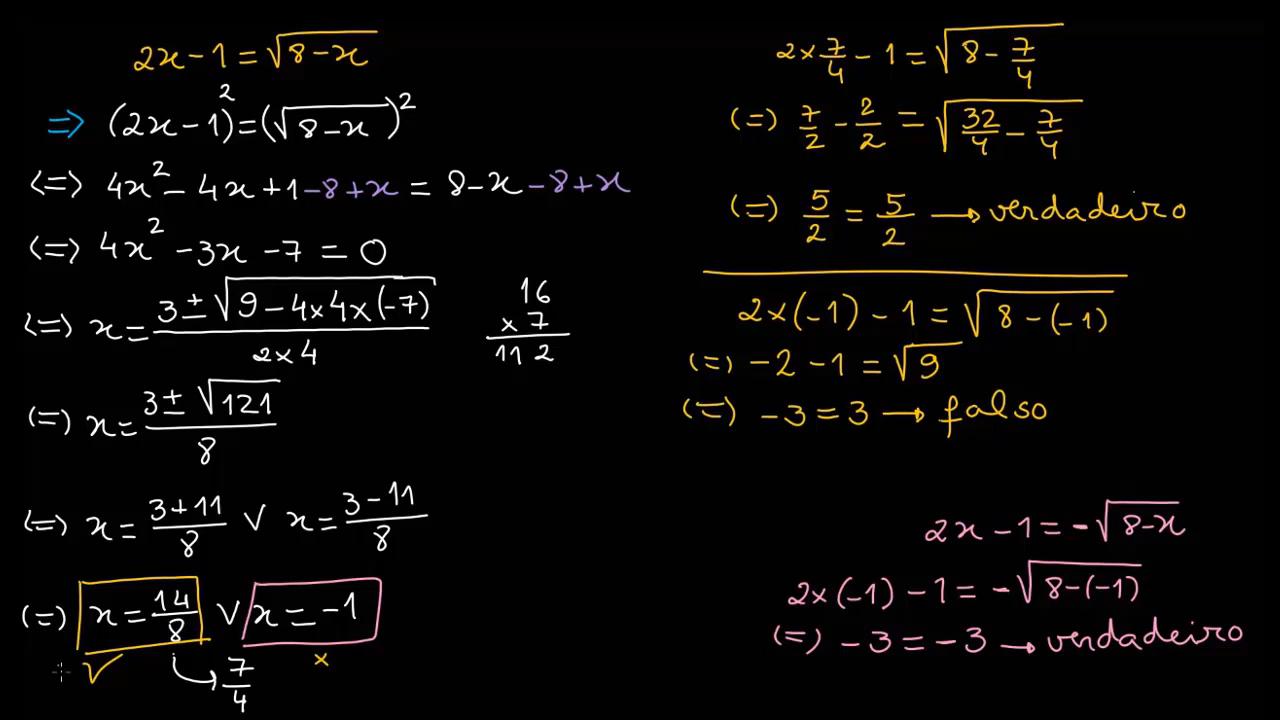 2x-1=√(8-x)
⇒ (2x-1)²=(√(8-x))²
⇔ 4x²-4x+1-8+x = 8-x-8+x
⇔ 4x²-3x-7=0
⇔ x=(3±√(9-4×4×(-7)))/(2×4)
16
×7
112
⇔ x=(3±√121)/8
⇔ x=(3+11)/8 ∨ x=(3-11)/8
⇔ x=14/8 ∨ x=-1
✓ → 7/4 ×
2×7/4-1=√(8-7/4)
⇔ 7/2-2/2=√(32/4-7/4)
⇔ 5/2=5/2 → verdadeiro
2×(-1)-1=√(8-(-1))
⇔ -2-1=√9
⇔ -3=3 → falso
2x-1=-√(8-x)
2×(-1)-1=-√(8-(-1))
⇔ -3=-3 → verdadeiro